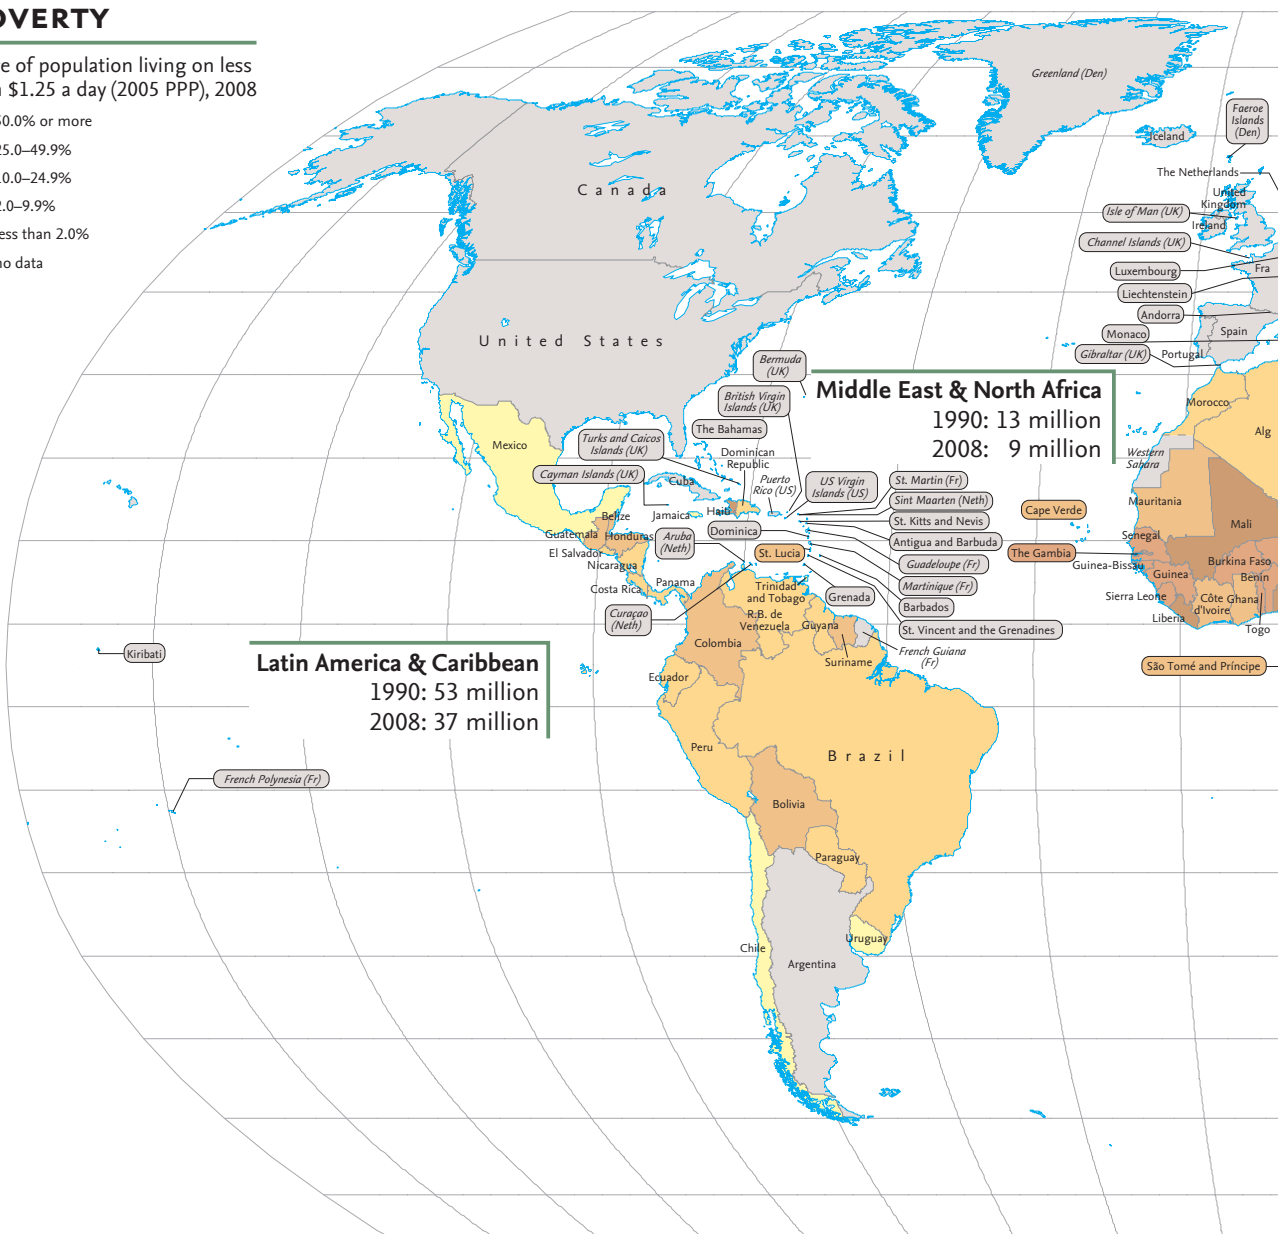 OVERTY
e of population living on less
n $1.25 a day (2005 PPP), 2008
50.0% or more
25.0–49.9%
10.0–24.9%
2.0–9.9%
less than 2.0%
no data
Greenland (Den)
Faeroe
Islands
(Den)
Iceland
The Netherlands
Canada
United
Kingdom
Isle of Man (UK)
Ireland
Channel Islands (UK)
Luxembourg
Fra
Liechtenstein
Andorra
United States
Spain
Monaco
Gibraltar (UK)
Portugal
Bermuda
(UK)
Middle East & North Africa
1990: 13 million
2008: 9 million
British Virgin
Islands (UK)
Morocco
The Bahamas
Alg
Mexico
Turks and Caicos
Islands (UK)
Dominican
Republic
Western
Sahara
Cayman Islands (UK)
Cuba
Puerto
Rico (US)
US Virgin
Islands (US)
St. Martin (Fr)
Sint Maarten (Neth)
Mauritania
Cape Verde
Belize
Jamaica
Haiti
St. Kitts and Nevis
Mali
Guatemala
Honduras
Aruba
(Neth)
Dominica
Antigua and Barbuda
Senegal
El Salvador
St. Lucia
The Gambia
Nicaragua
Guadeloupe (Fr)
Guinea-Bissau
Burkina Faso
Guinea
Benin
Costa Rica
Panama
Trinidad
and Tobago
Grenada
Martinique (Fr)
Sierra Leone
Côte
d'Ivoire
Ghana
Barbados
Curaçao
(Neth)
R.B. de
Venezuela
Guyana
Liberia
Togo
St. Vincent and the Grenadines
Colombia
Suriname
French Guiana
(Fr)
Kiribati
Latin America & Caribbean
1990: 53 million
2008: 37 million
São Tomé and Príncipe
Ecuador
Peru
Brazil
French Polynesia (Fr)
Bolivia
Paraguay
Uruguay
Chile
Argentina